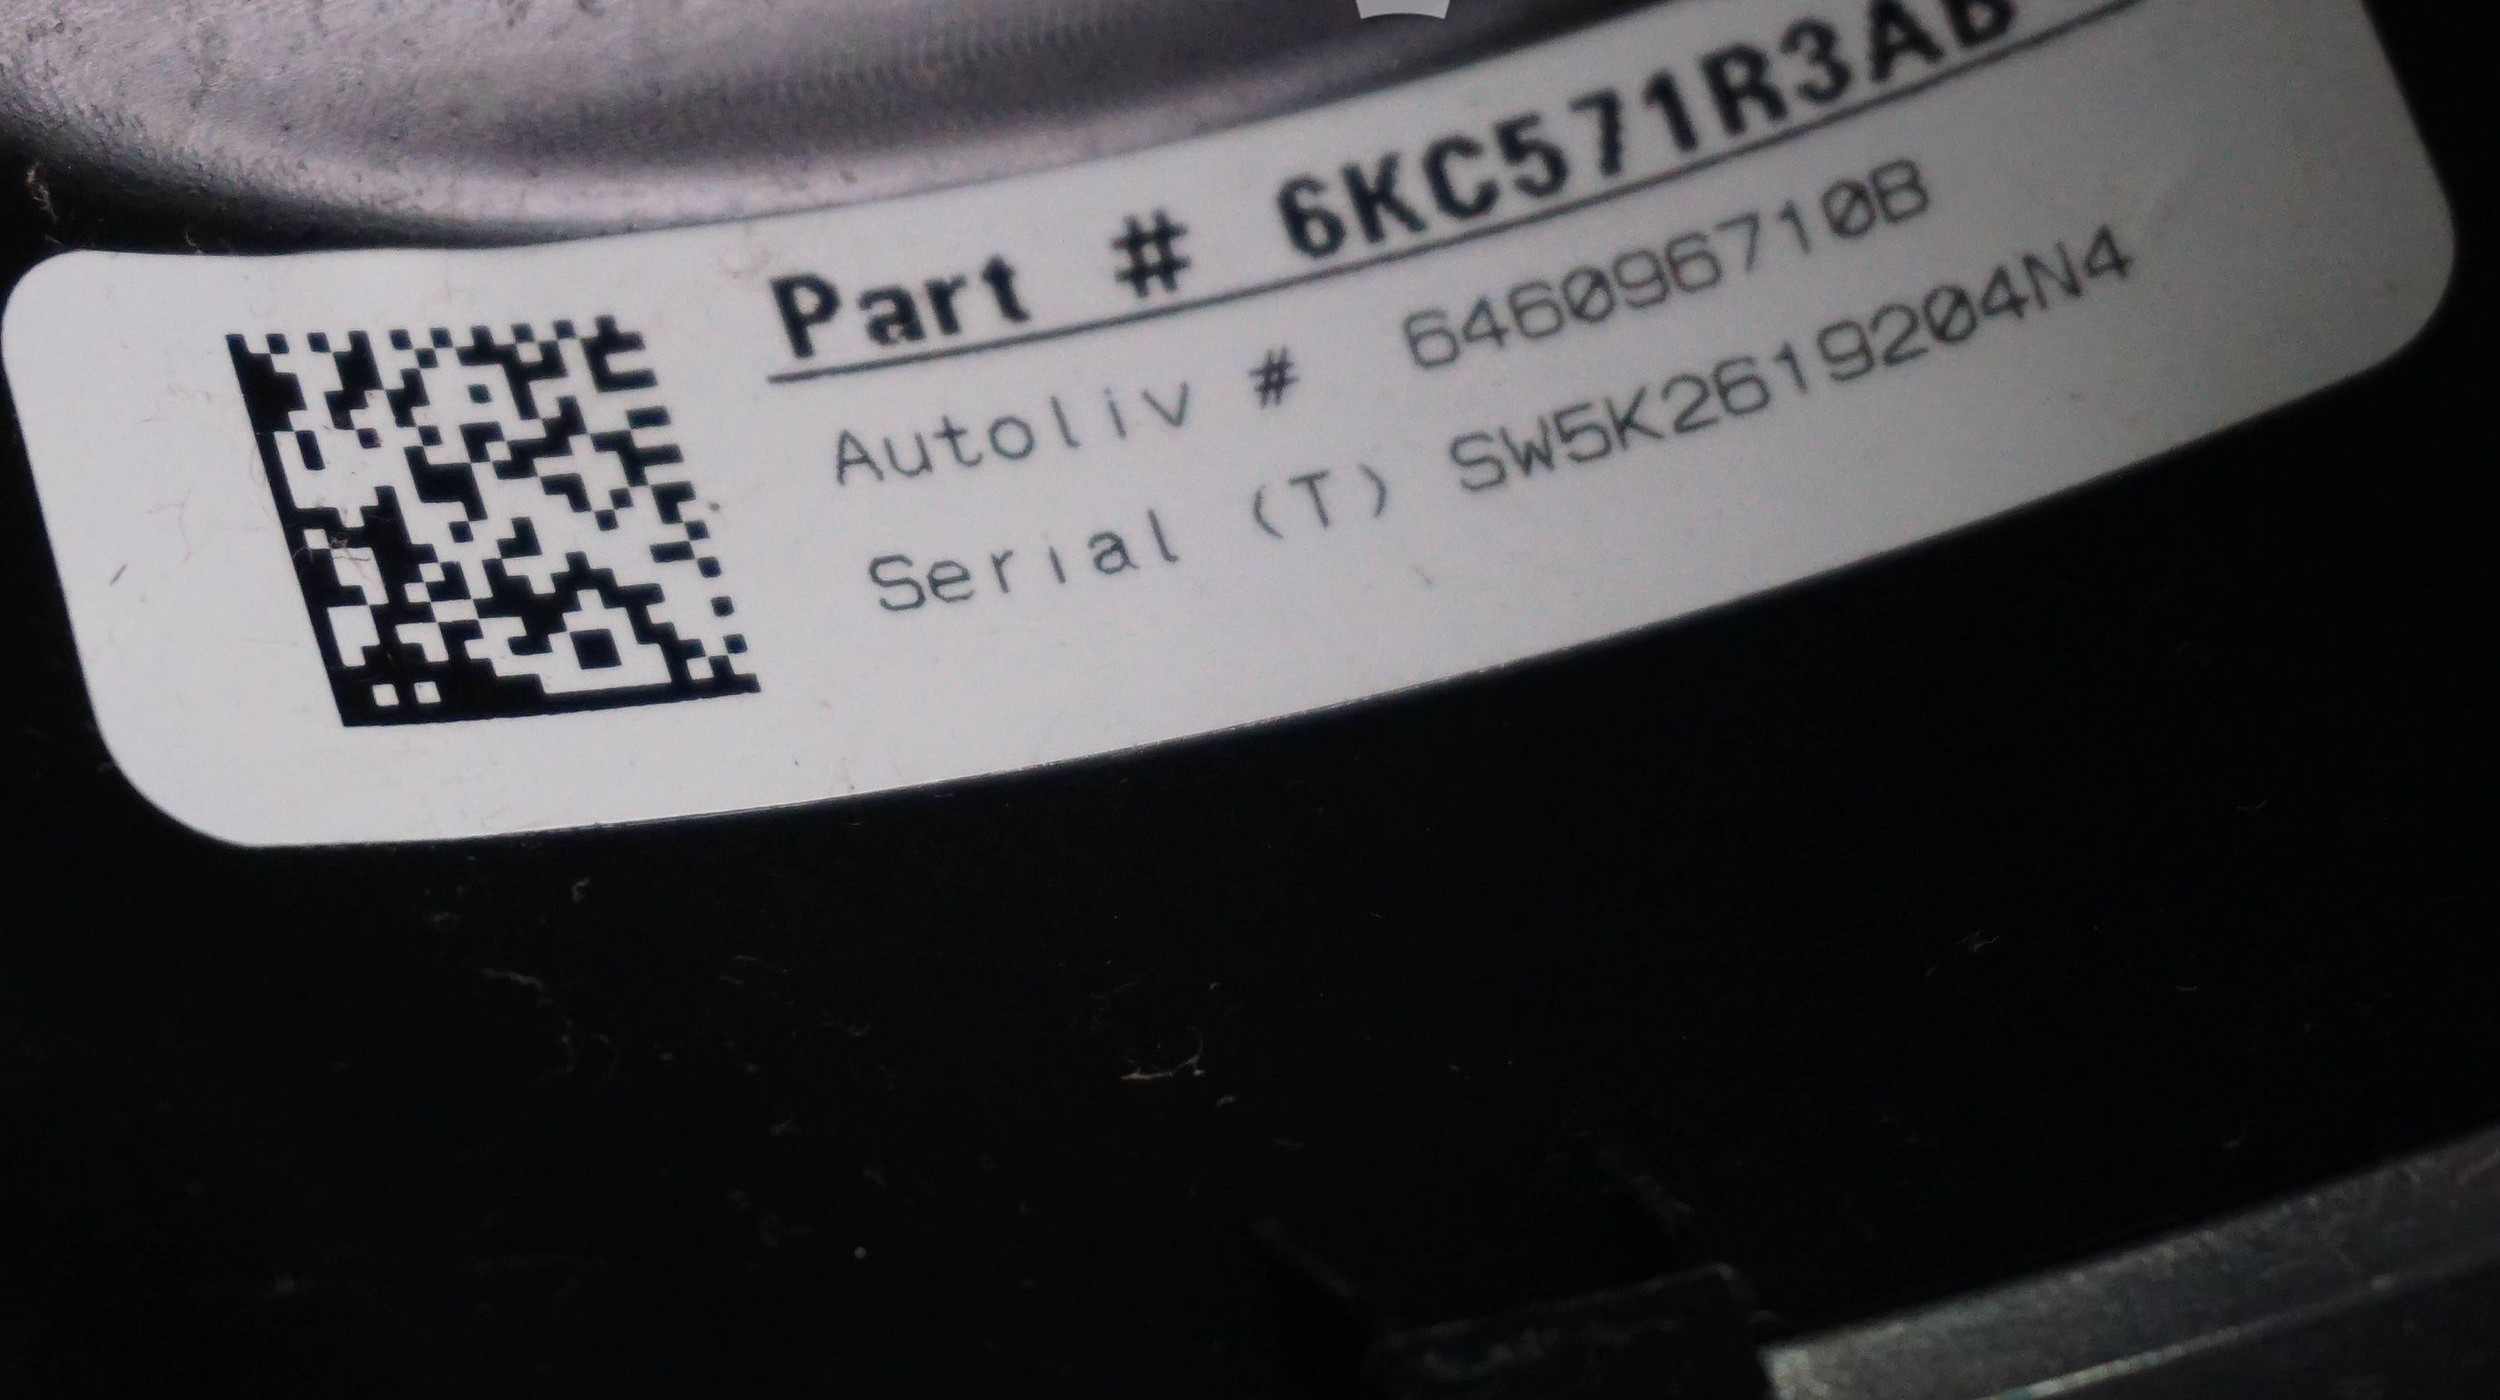 Part # 6KC571R3AB
Autoliv # 646096710B
Serial (T) SW5K2619204N4